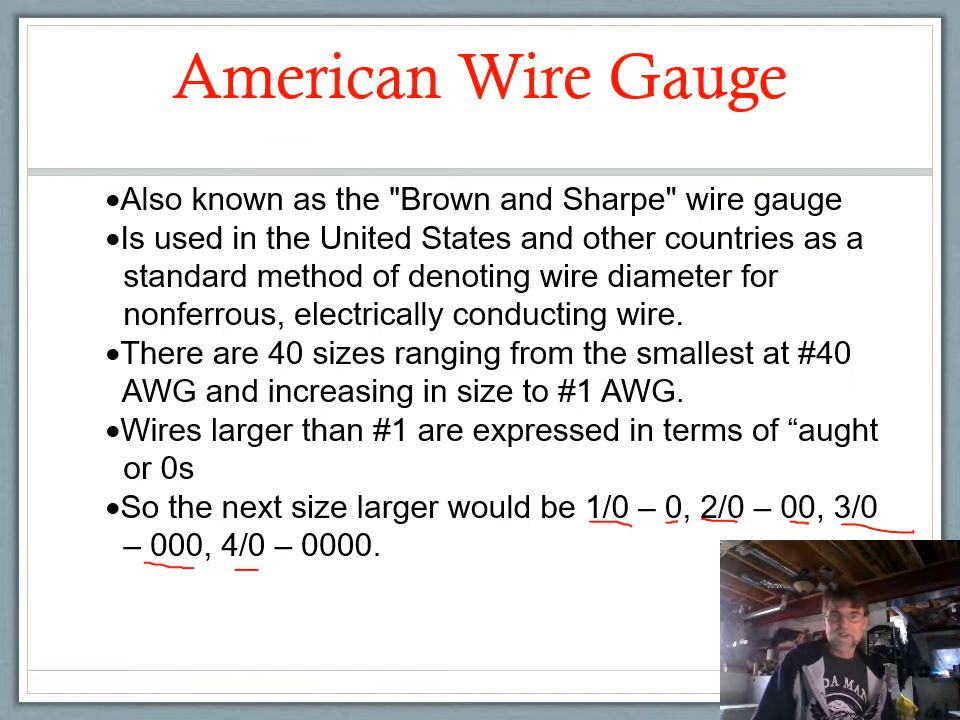 American Wire Gauge
•Also known as the "Brown and Sharpe" wire gauge
•Is used in the United States and other countries as a
standard method of denoting wire diameter for
nonferrous, electrically conducting wire.
•There are 40 sizes ranging from the smallest at #40
AWG and increasing in size to #1 AWG.
•Wires larger than #1 are expressed in terms of “aught
or 0s
•So the next size larger would be 1/0 – 0, 2/0 – 00, 3/0
– 000, 4/0 – 0000.
DA MAN